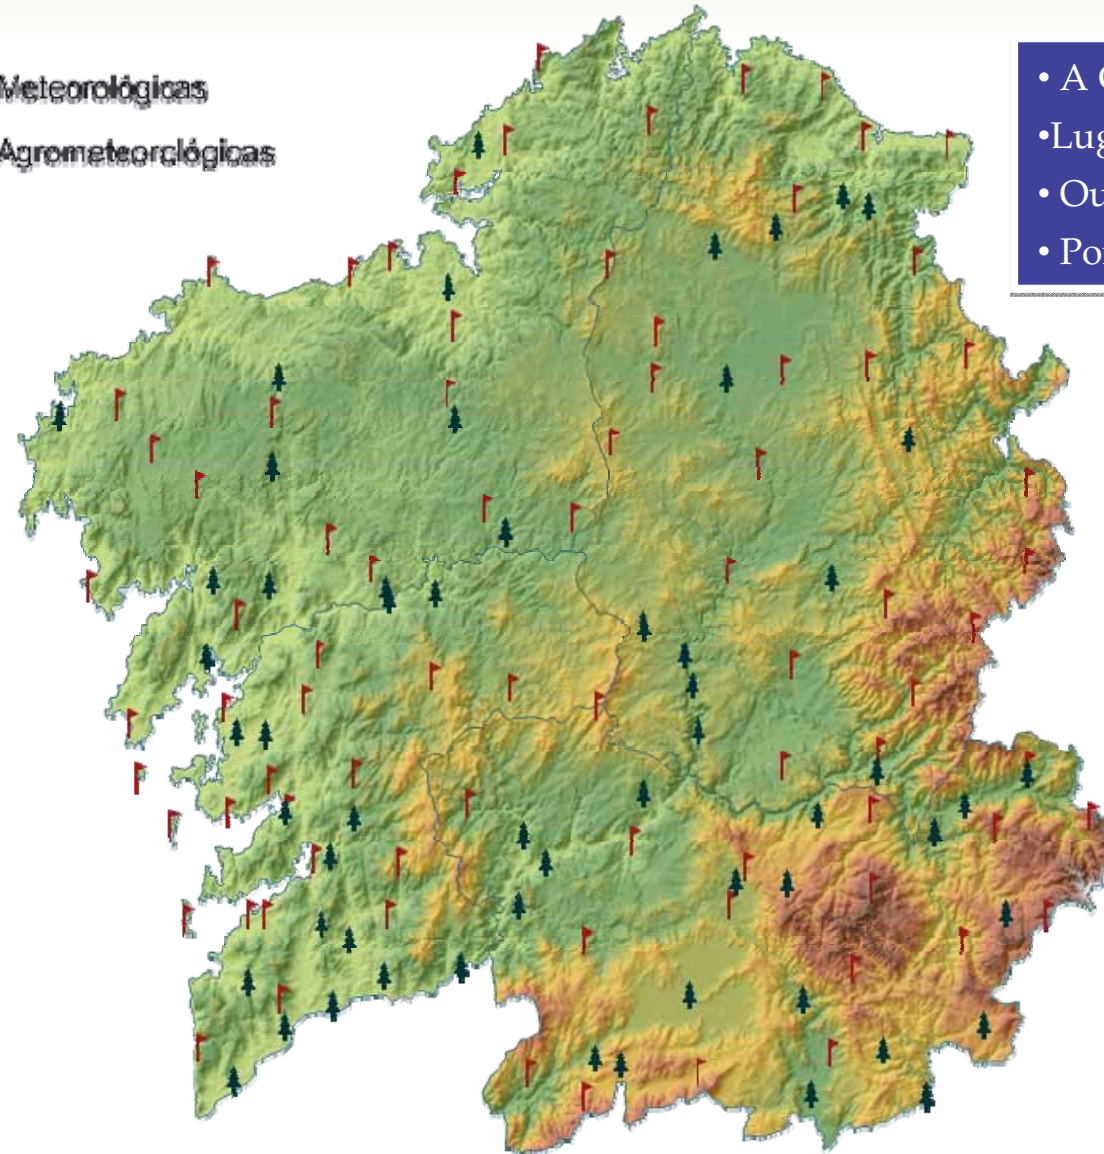 Meteorológicas
Agrometeorológicas
• A
•Lug
• Ou
• Po